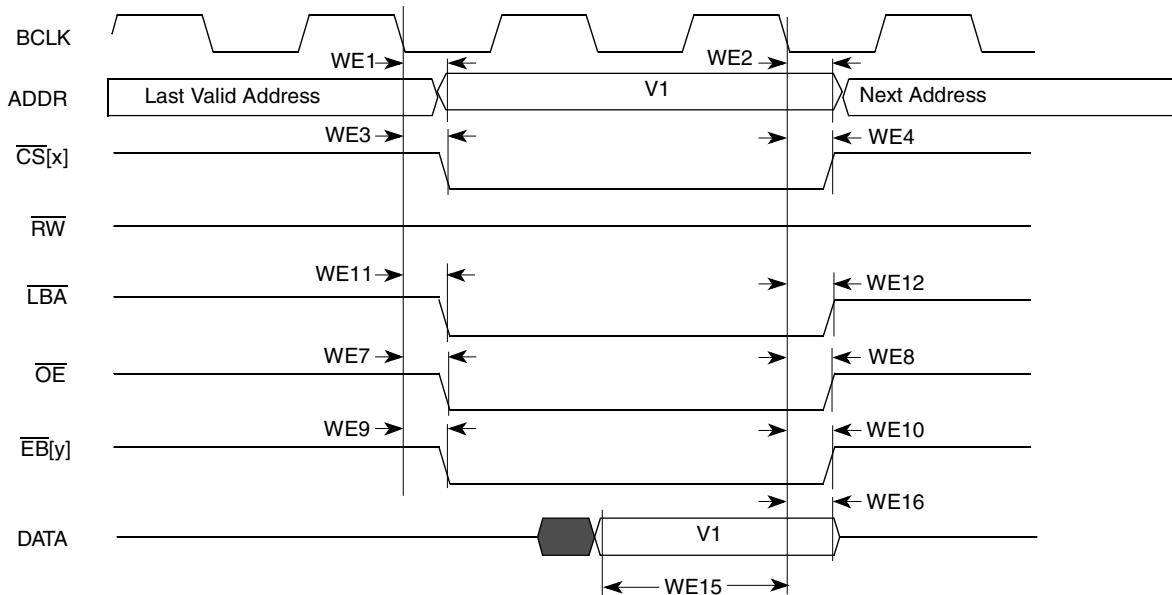 BCLK
WE1
WE2
ADDR
Last Valid Address
V1
Next Address
WE3
WE4
CS[x]
RW
WE11
WE12
LBA
WE7
WE8
OE
WE9
WE10
EB[y]
WE16
DATA
V1
WE15